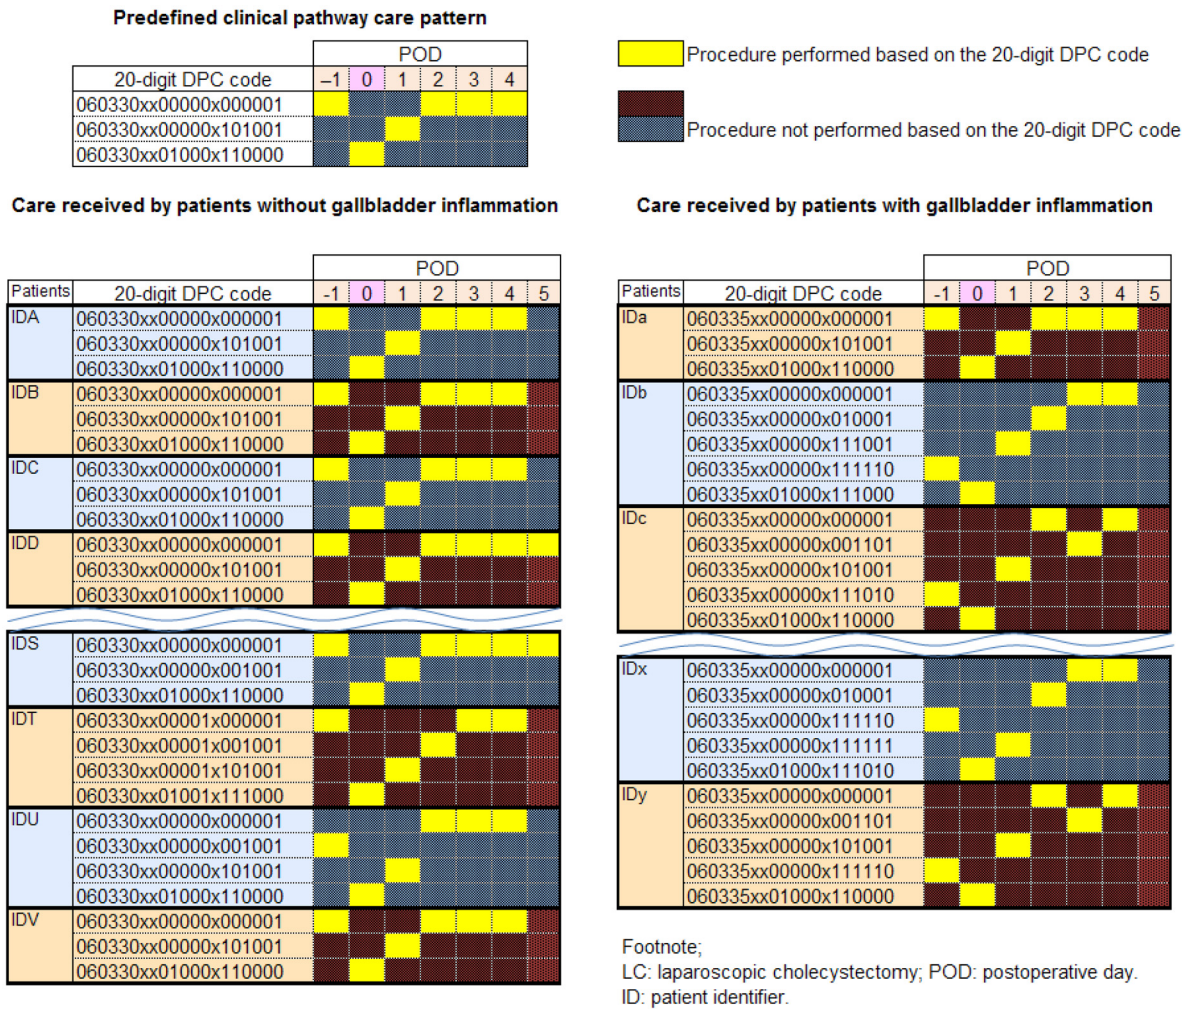 Predefined clinical pathway care pattern
POD
20-digit DPC code –1 0 1 2 3 4
060330xx00000x000001
060330xx00000x101001
060330xx01000x110000
Procedure performed based on the 20-digit DPC code
Procedure not performed based on the 20-digit DPC code
Care received by patients without gallbladder inflammation
POD
Patients 20-digit DPC code -1 0 1 2 3 4 5
IDA 060330xx00000x000001
060330xx00000x101001
060330xx01000x110000
IDB 060330xx00000x000001
060330xx00000x101001
060330xx01000x110000
IDC 060330xx00000x000001
060330xx00000x101001
060330xx01000x110000
IDD 060330xx00000x000001
060330xx00000x101001
060330xx01000x110000
IDS 060330xx00000x000001
060330xx00000x001001
060330xx01000x110000
IDT 060330xx00001x000001
060330xx00001x001001
060330xx00001x101001
060330xx01001x111000
IDU 060330xx00000x000001
060330xx00000x001001
060330xx00000x101001
060330xx01000x110000
IDV 060330xx00000x000001
060330xx00000x101001
060330xx01000x110000
Care received by patients with gallbladder inflammation
POD
Patients 20-digit DPC code -1 0 1 2 3 4 5
IDa 060335xx00000x000001
060335xx00000x101001
060335xx01000x110000
IDb 060335xx00000x000001
060335xx00000x010001
060335xx00000x111001
060335xx00000x111110
060335xx01000x111000
IDc 060335xx00000x000001
060335xx00000x001101
060335xx00000x101001
060335xx00000x111010
060335xx01000x110000
IDx 060335xx00000x000001
060335xx00000x010001
060335xx00000x111110
060335xx00000x111111
060335xx01000x111010
IDy 060335xx00000x000001
060335xx00000x001101
060335xx00000x101001
060335xx00000x111110
060335xx01000x110000
Footnote;
LC: laparoscopic cholecystectomy; POD: postoperative day.
ID: patient identifier.